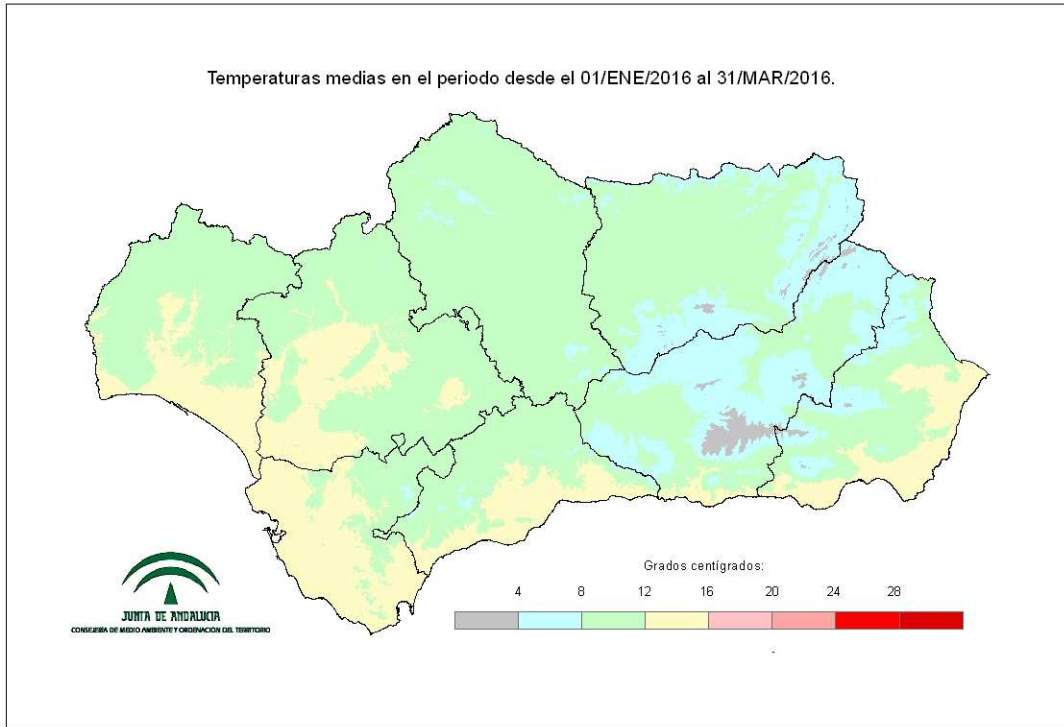 Temperaturas medias en el periodo desde el 01/ENE/2016 al 31/MAR/2016.
Grados centígrados:
4 8 12 16 20 24 28
JUNTA DE ANDALUCIA
CONSEJERÍA DE MEDIO AMBIENTE Y ORDENACIÓN DEL TERRITORIO